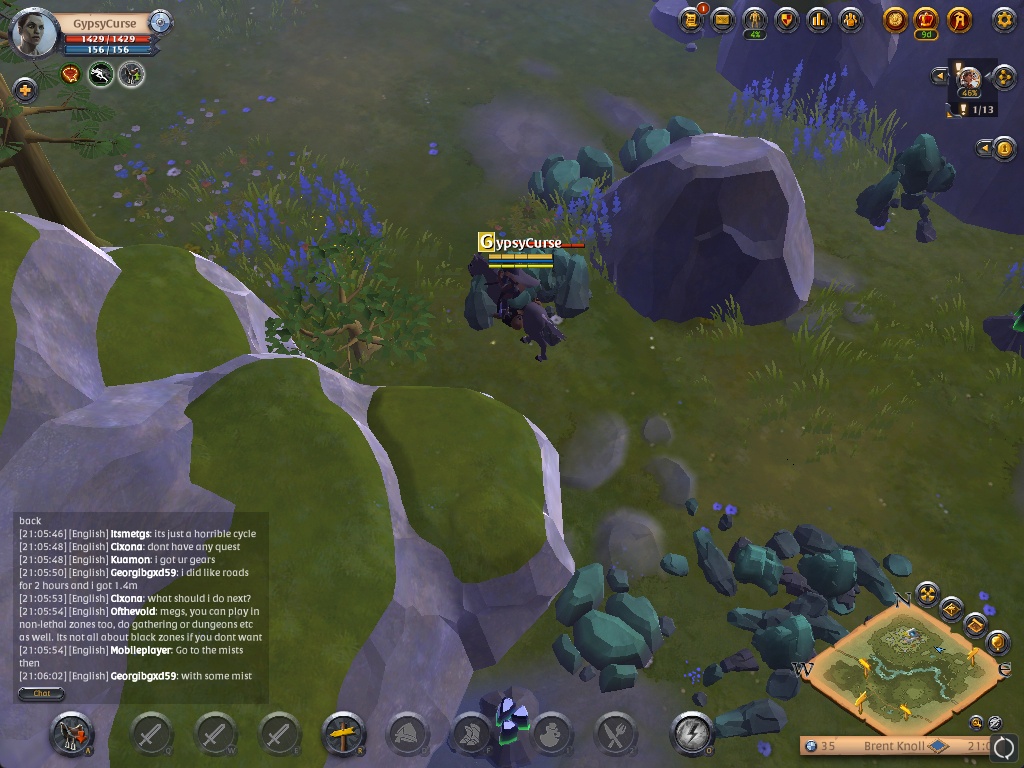 GypsyCurse
1429 / 1429
156 / 156
1
4%
9d
46%
1/13
1
GypsyCurse
back
[21:05:46] [English] Itsmetgs: its just a horrible cycle
[21:05:48] [English] Cixona: dont have any quest
[21:05:48] [English] Kuamon: i got ur gears
[21:05:50] [English] Georgibgxd59: i did like roads
for 2 hours and i got 1.4m
[21:05:53] [English] Cixona: what should i do next?
[21:05:54] [English] Ofthevold: megs, you can play in
non-lethal zones too, do gathering or dungeons etc
as well. Its not all about black zones if you dont want
[21:05:54] [English] Mobileplayer: Go to the mists
then
[21:06:02] [English] Georgibgxd59: with some mist
Chat
N
W
E
A
Q
W
E
R
F
O
35
Brent Knoll